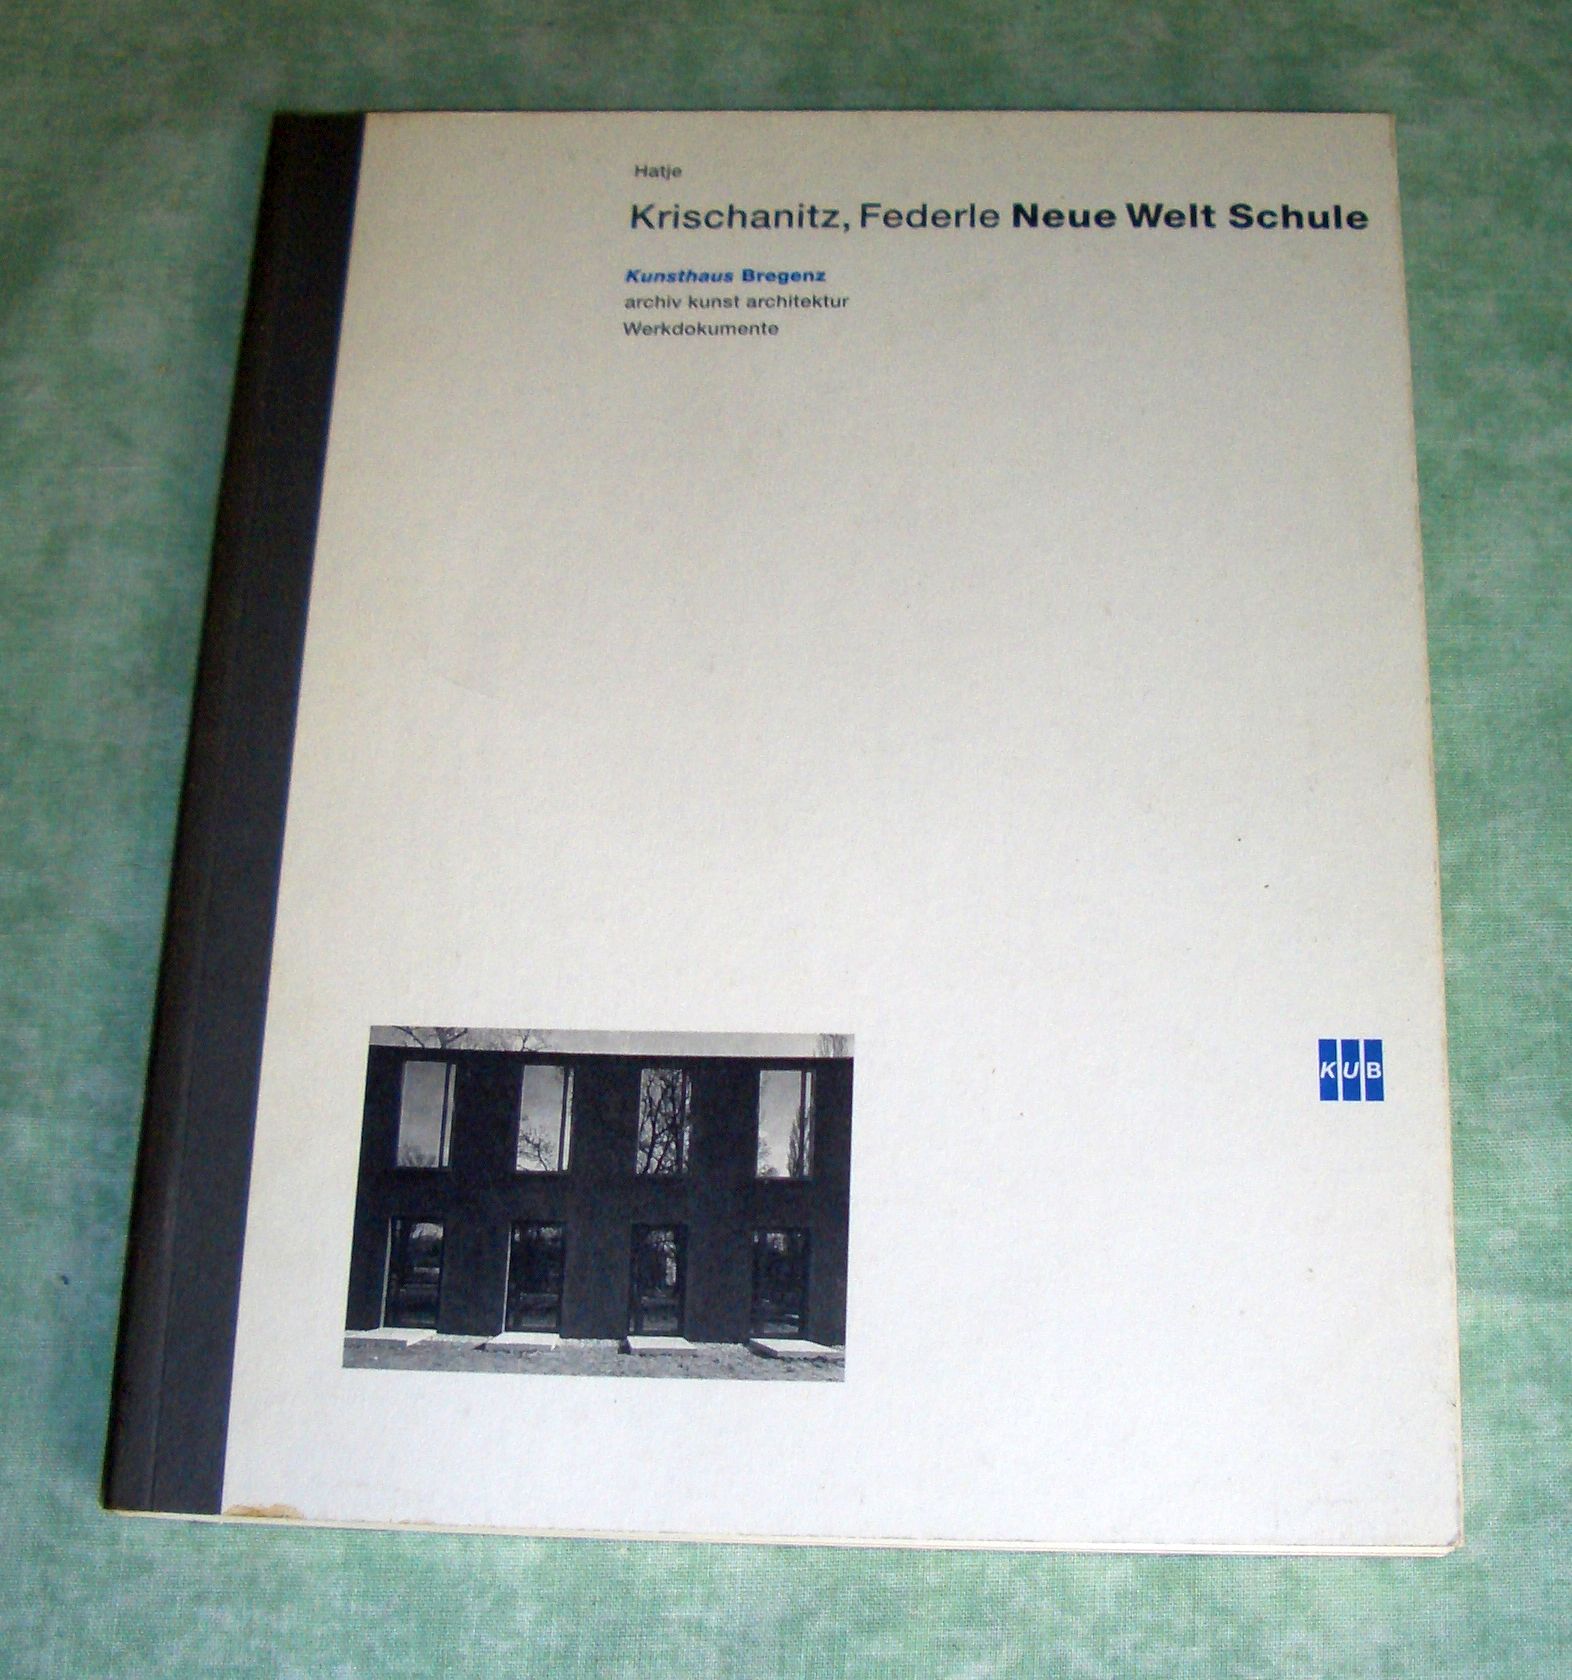 Hatje
Krischanitz, Federle Neue Welt Schule
Kunsthaus Bregenz
archiv kunst architektur
Werkdokumente
KUB